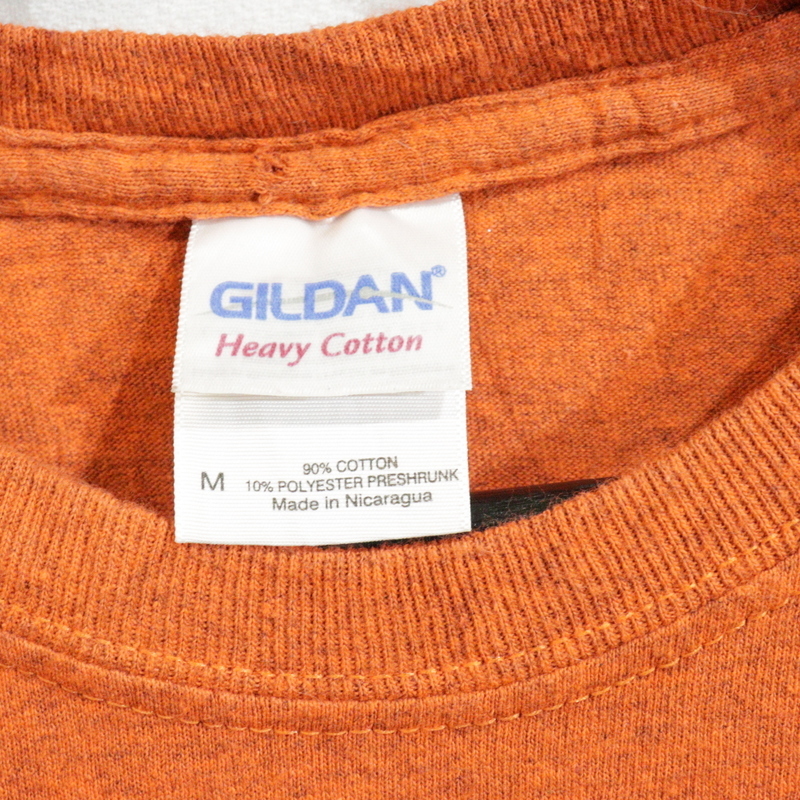 GILDAN®
Heavy Cotton
M
90% COTTON
10% POLYESTER PRESHRUNK
Made in Nicaragua